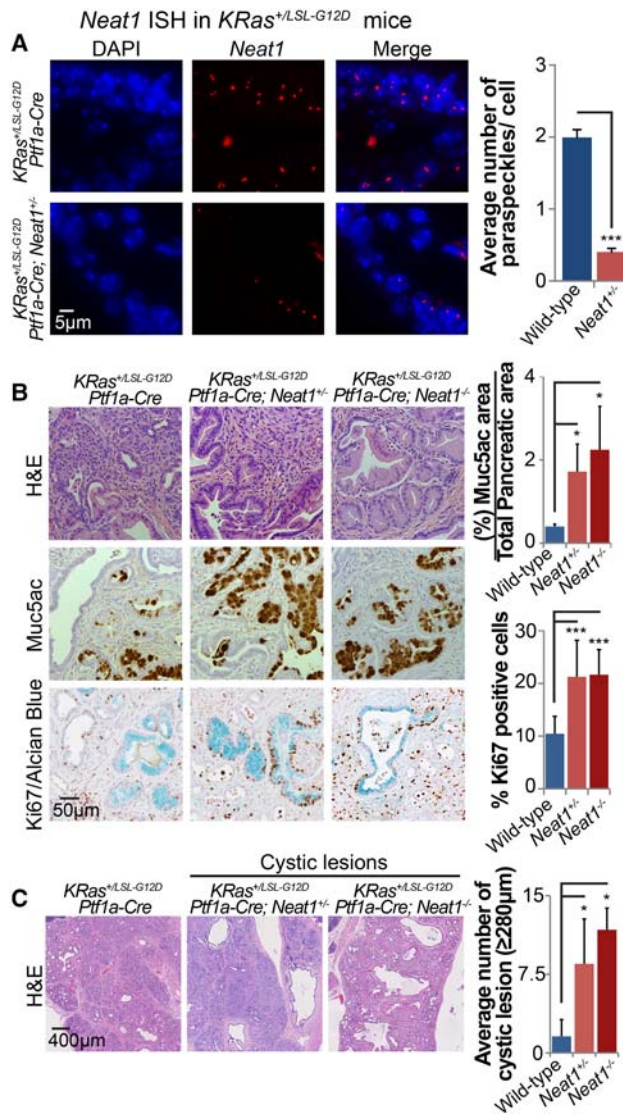 Neat1 ISH in KRas+/LSL-G12D mice
A
DAPI Neat1 Merge
KRas+/LSL-G12D
Ptf1a-Cre
KRas+/LSL-G12D
Ptf1a-Cre; Neat1+/-
5µm
Average number of
paraspeckles/ cell
3
2
1
0
***
Wild-type
Neat1+/-
B
KRas+/LSL-G12D
Ptf1a-Cre
KRas+/LSL-G12D
Ptf1a-Cre; Neat1+/-
KRas+/LSL-G12D
Ptf1a-Cre; Neat1-/-
H&E
Muc5ac
Ki67/Alcian Blue
50µm
(%) Muc5ac area
Total Pancreatic area
4
2
0
*
*
Wild-type
Neat1+/-
Neat1-/-
% Ki67 positive cells
30
20
10
0
***
***
Wild-type
Neat1+/-
Neat1-/-
C
Cystic lesions
KRas+/LSL-G12D
Ptf1a-Cre
KRas+/LSL-G12D
Ptf1a-Cre; Neat1+/-
KRas+/LSL-G12D
Ptf1a-Cre; Neat1-/-
H&E
400µm
Average number of
cystic lesion (≥280µm)
15
7.5
0
*
*
Wild-type
Neat1+/-
Neat1-/-